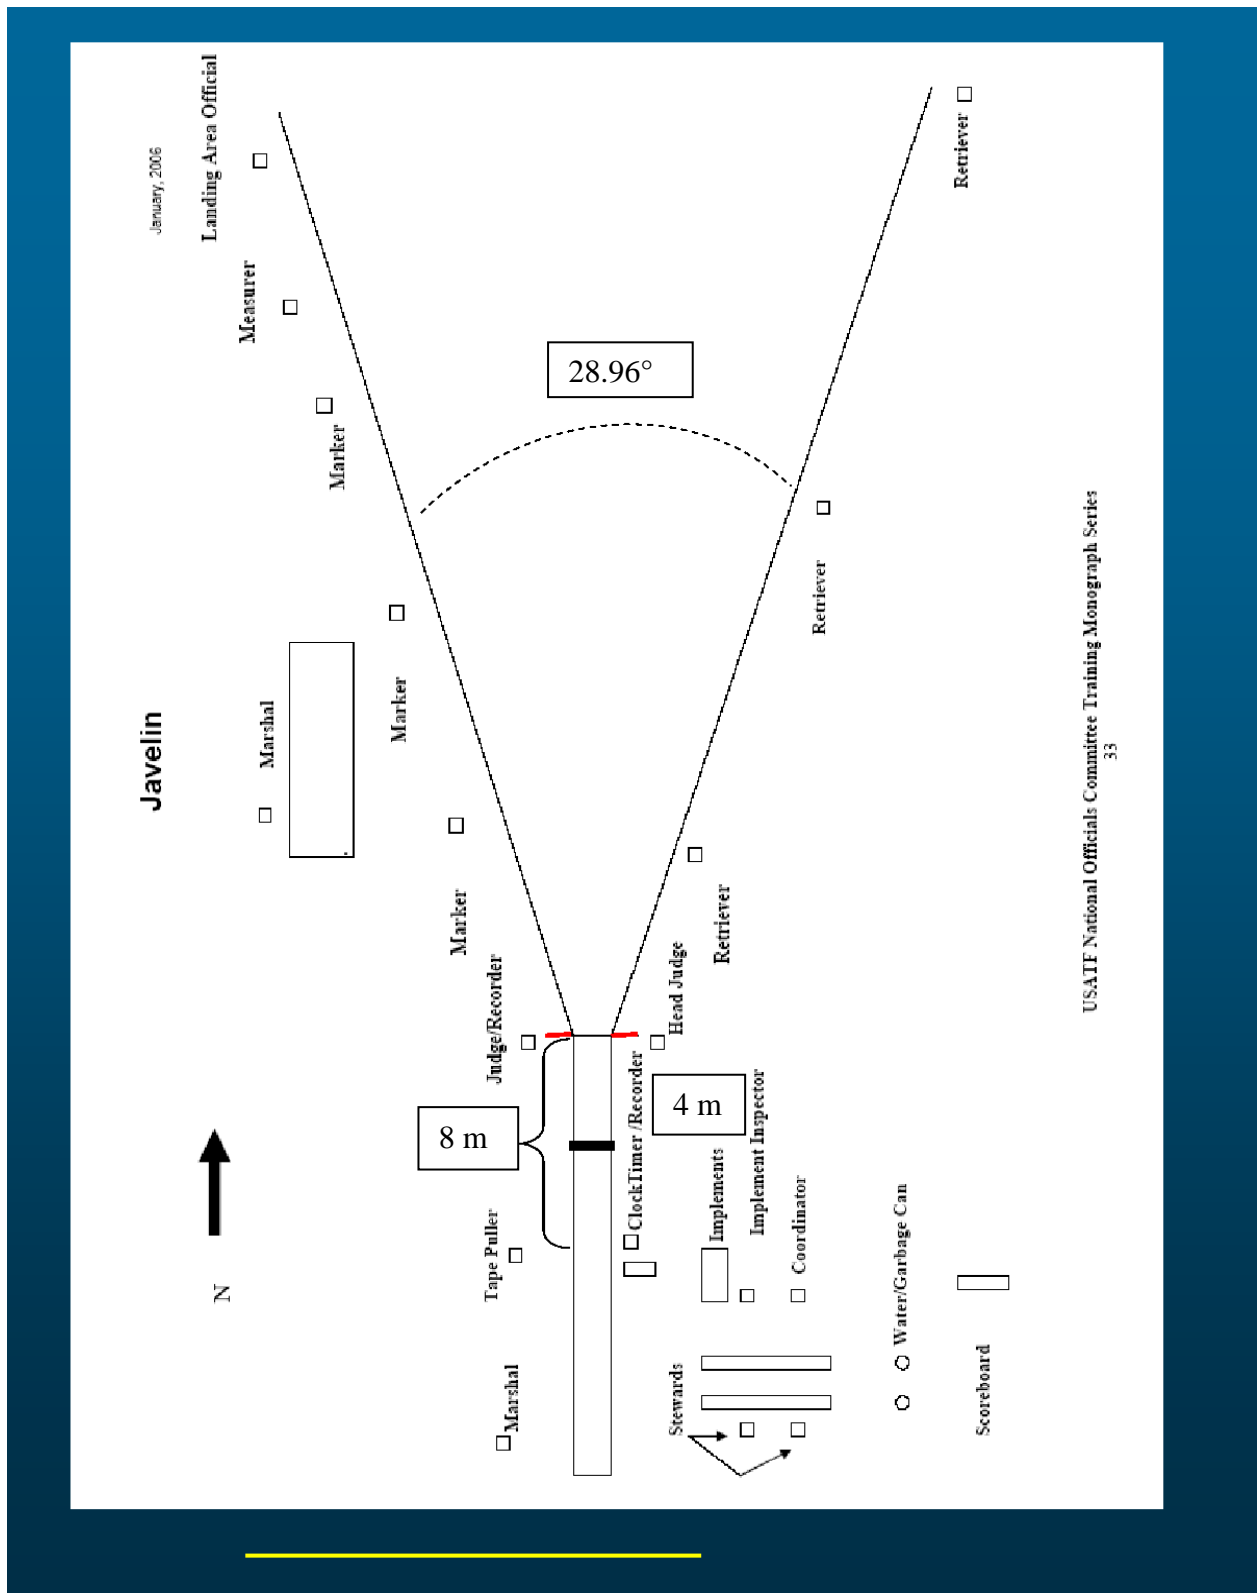 January, 2006
Javelin
Landing Area Official
Measurer
Marker
Marker
Marker
Marshal
28.96°
Retriever
Retriever
Retriever
Judge/Recorder
Head Judge
8 m
4 m
ClockTimer /Recorder
Tape Puller
Implements
Implement Inspector
Coordinator
Water/Garbage Can
Marshal
Stewards
Scoreboard
N
USATF National Officials Committee Training Monograph Series
33